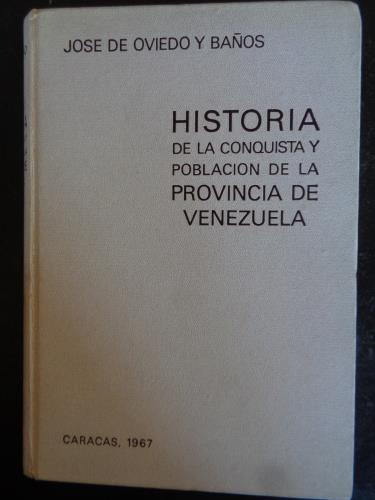 JOSE DE OVIEDO Y BAÑOS
HISTORIA
DE LA CONQUISTA Y
POBLACION DE LA
PROVINCIA DE
VENEZUELA
CARACAS, 1967